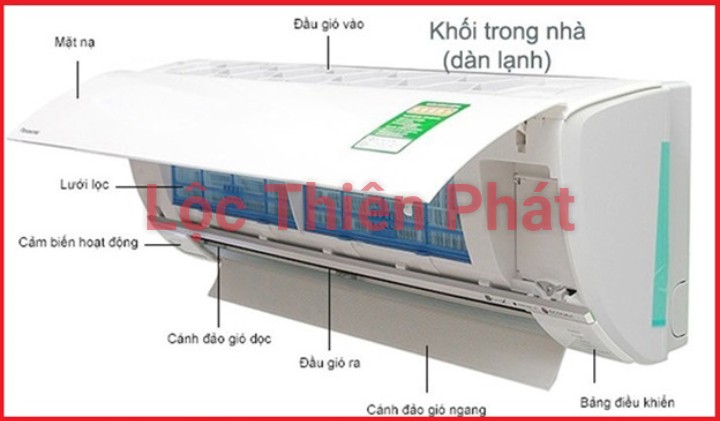 Đầu gió vào
Khối trong nhà
(dàn lạnh)
Mặt nạ
Panasonic
Lưới lọc
Lộc Thiên Phát
Cảm biến hoạt động
Cánh đảo gió dọc
Đầu gió ra
Cánh đảo gió ngang
Bảng điều khiển